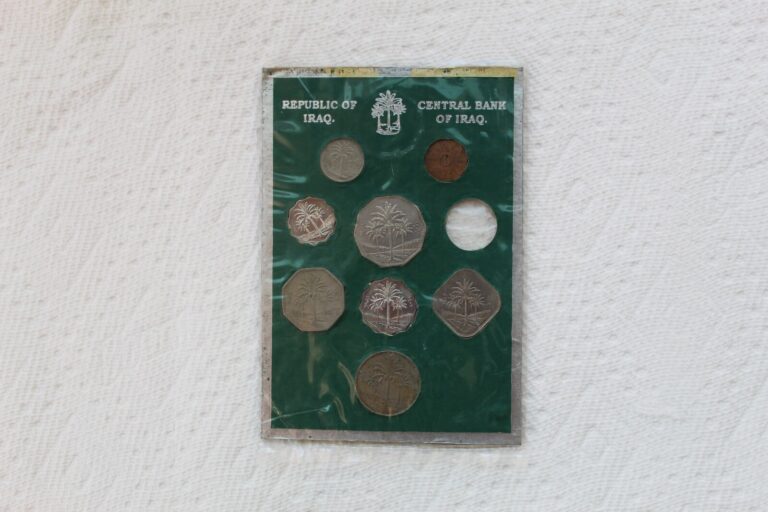 REPUBLIC OF
IRAQ.
CENTRAL BANK
OF IRAQ.